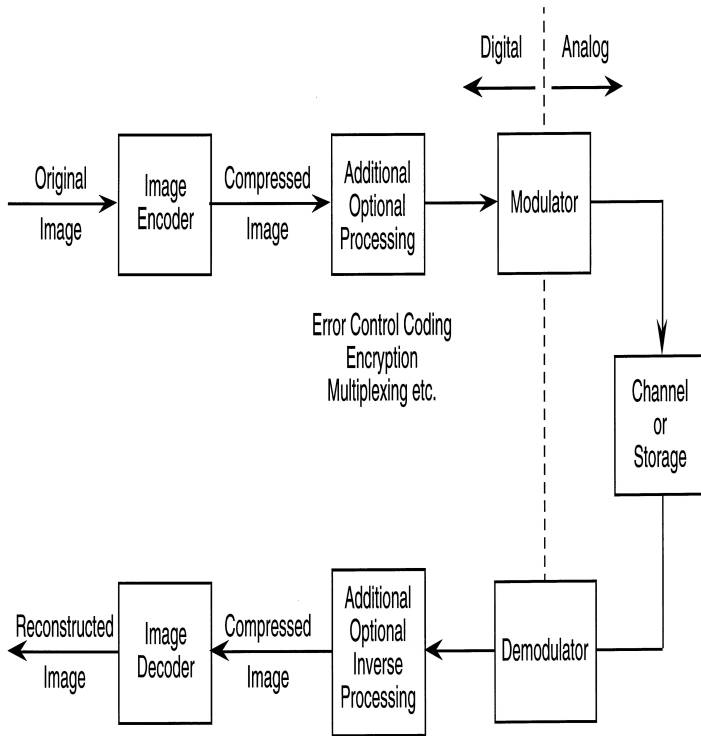 Digital
Analog
Original
Image
Image
Encoder
Compressed
Image
Additional
Optional
Processing
Modulator
Error Control Coding
Encryption
Multiplexing etc.
Channel
or
Storage
Reconstructed
Image
Image
Decoder
Compressed
Image
Additional
Optional
Inverse
Processing
Demodulator